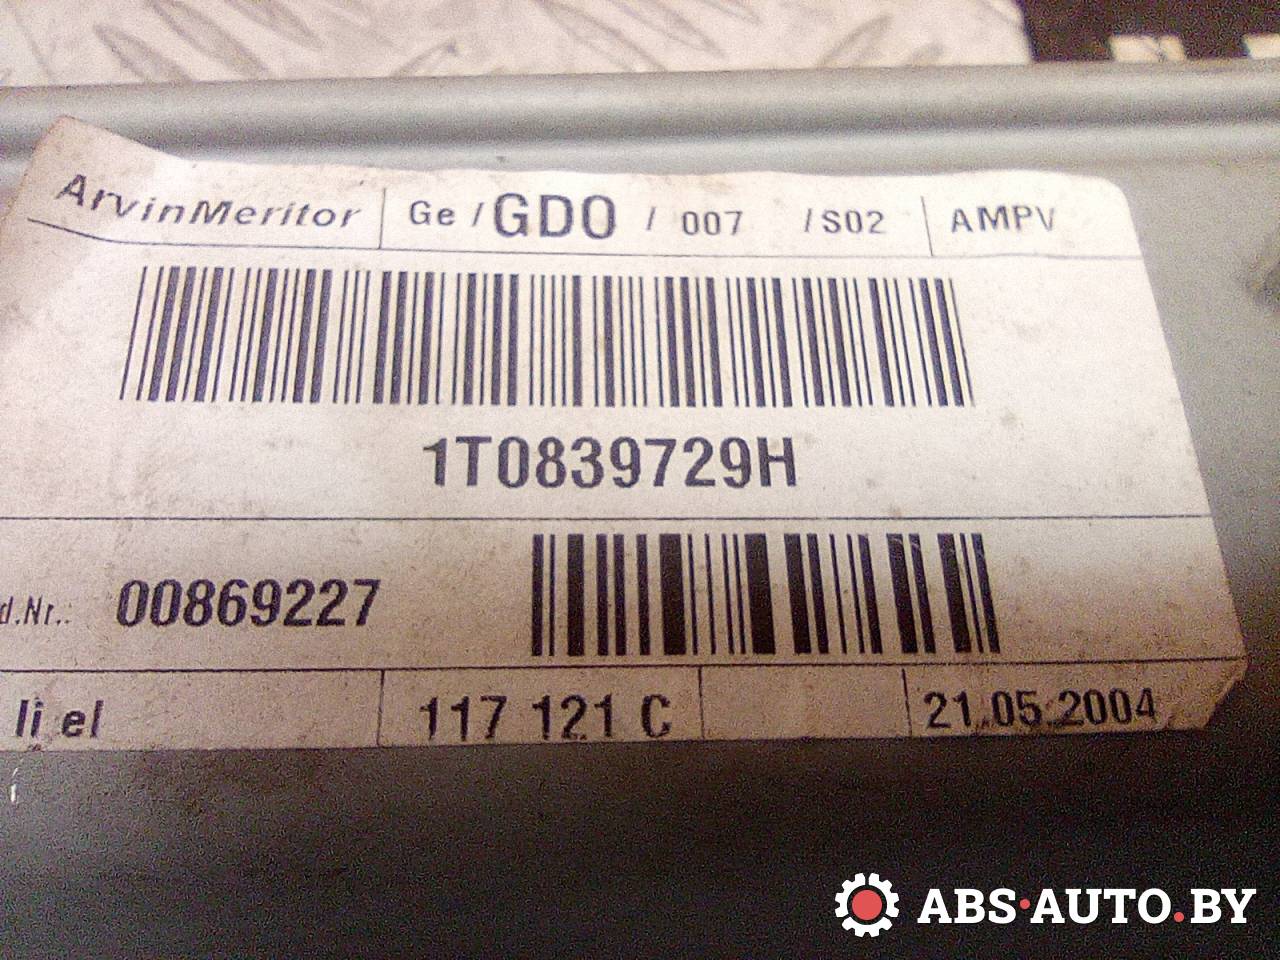 ArvinMeritor Ge / GDO / 007 / S02 AMPV
1T0839729H
d.Nr.: 00869227
li el 117 121 C 21.05.2004
ABS·AUTO.BY